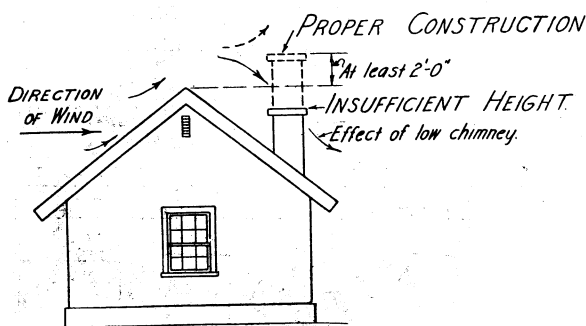 PROPER CONSTRUCTION
At least 2'-0"
DIRECTION
OF WIND
INSUFFICIENT HEIGHT
Effect of low chimney.